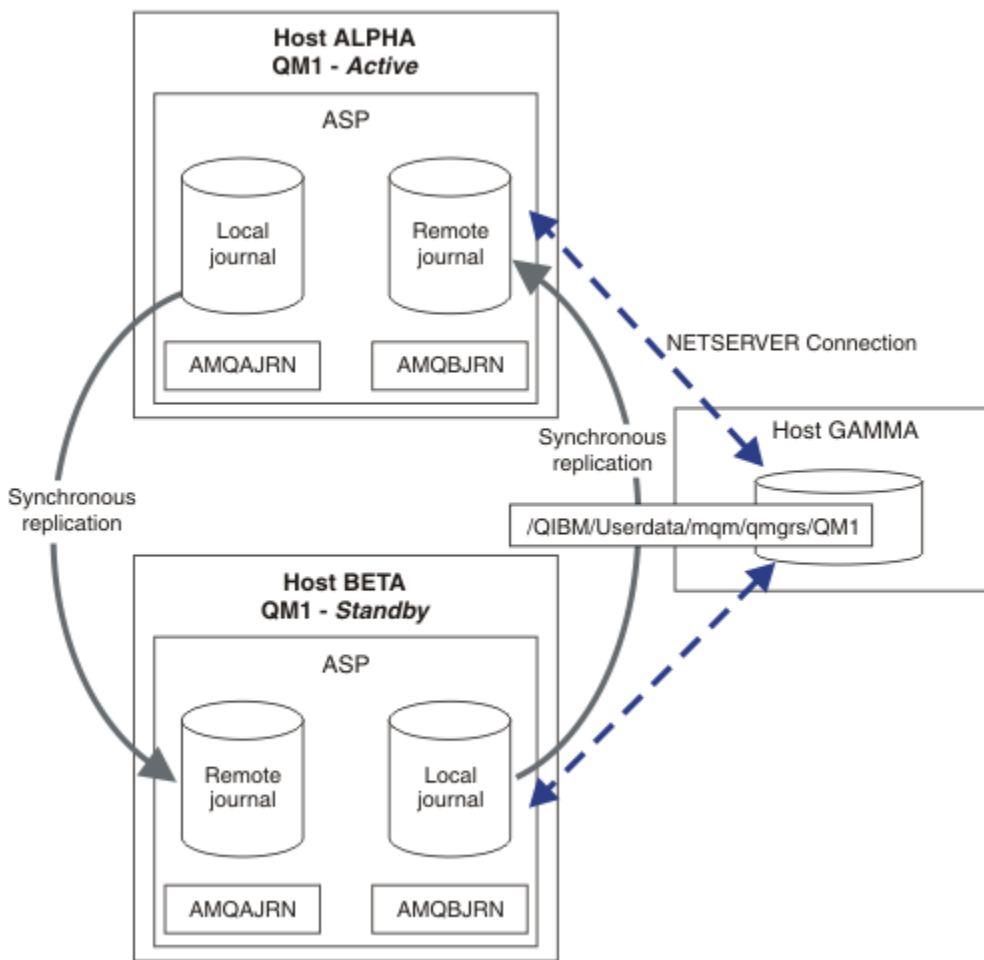 Host ALPHA
QM1 - Active
ASP
Local
journal
Remote
journal
AMQAJRN
AMQBJRN
NETSERVER Connection
Host GAMMA
/QIBM/Userdata/mqm/qmgrs/QM1
Synchronous
replication
Synchronous
replication
Host BETA
QM1 - Standby
ASP
Remote
journal
Local
journal
AMQAJRN
AMQBJRN